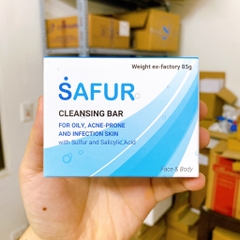 Weight ex-factory 85g
SAFUR
CLEANSING BAR
FOR OILY, ACNE-PRONE
AND INFECTION SKIN
with Sulfur and Salicylic Acid
Face & Body